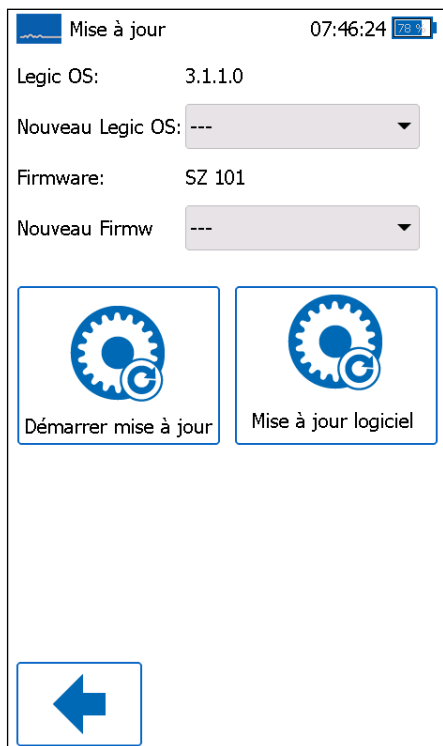 Mise à jour 07:46:24 78 %
Legic OS: 3.1.1.0
Nouveau Legic OS: ---
Firmware: SZ 101
Nouveau Firmw ---
Démarrer mise à jour Mise à jour logiciel